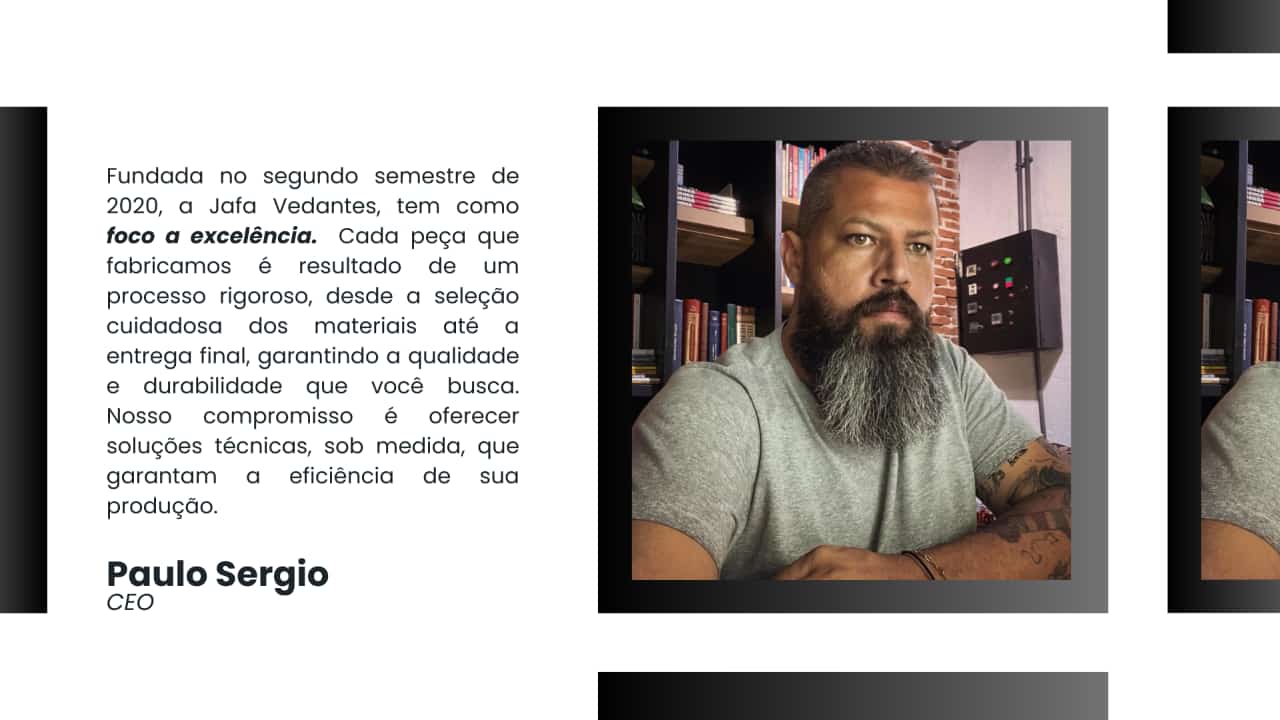 Fundada no segundo semestre de
2020, a Jafa Vedantes, tem como
foco a excelência. Cada peça que
fabricamos é resultado de um
processo rigoroso, desde a seleção
cuidadosa dos materiais até a
entrega final, garantindo a qualidade
e durabilidade que você busca.
Nosso compromisso é oferecer
soluções técnicas, sob medida, que
garantam a eficiência de sua
produção.
Paulo Sergio
CEO